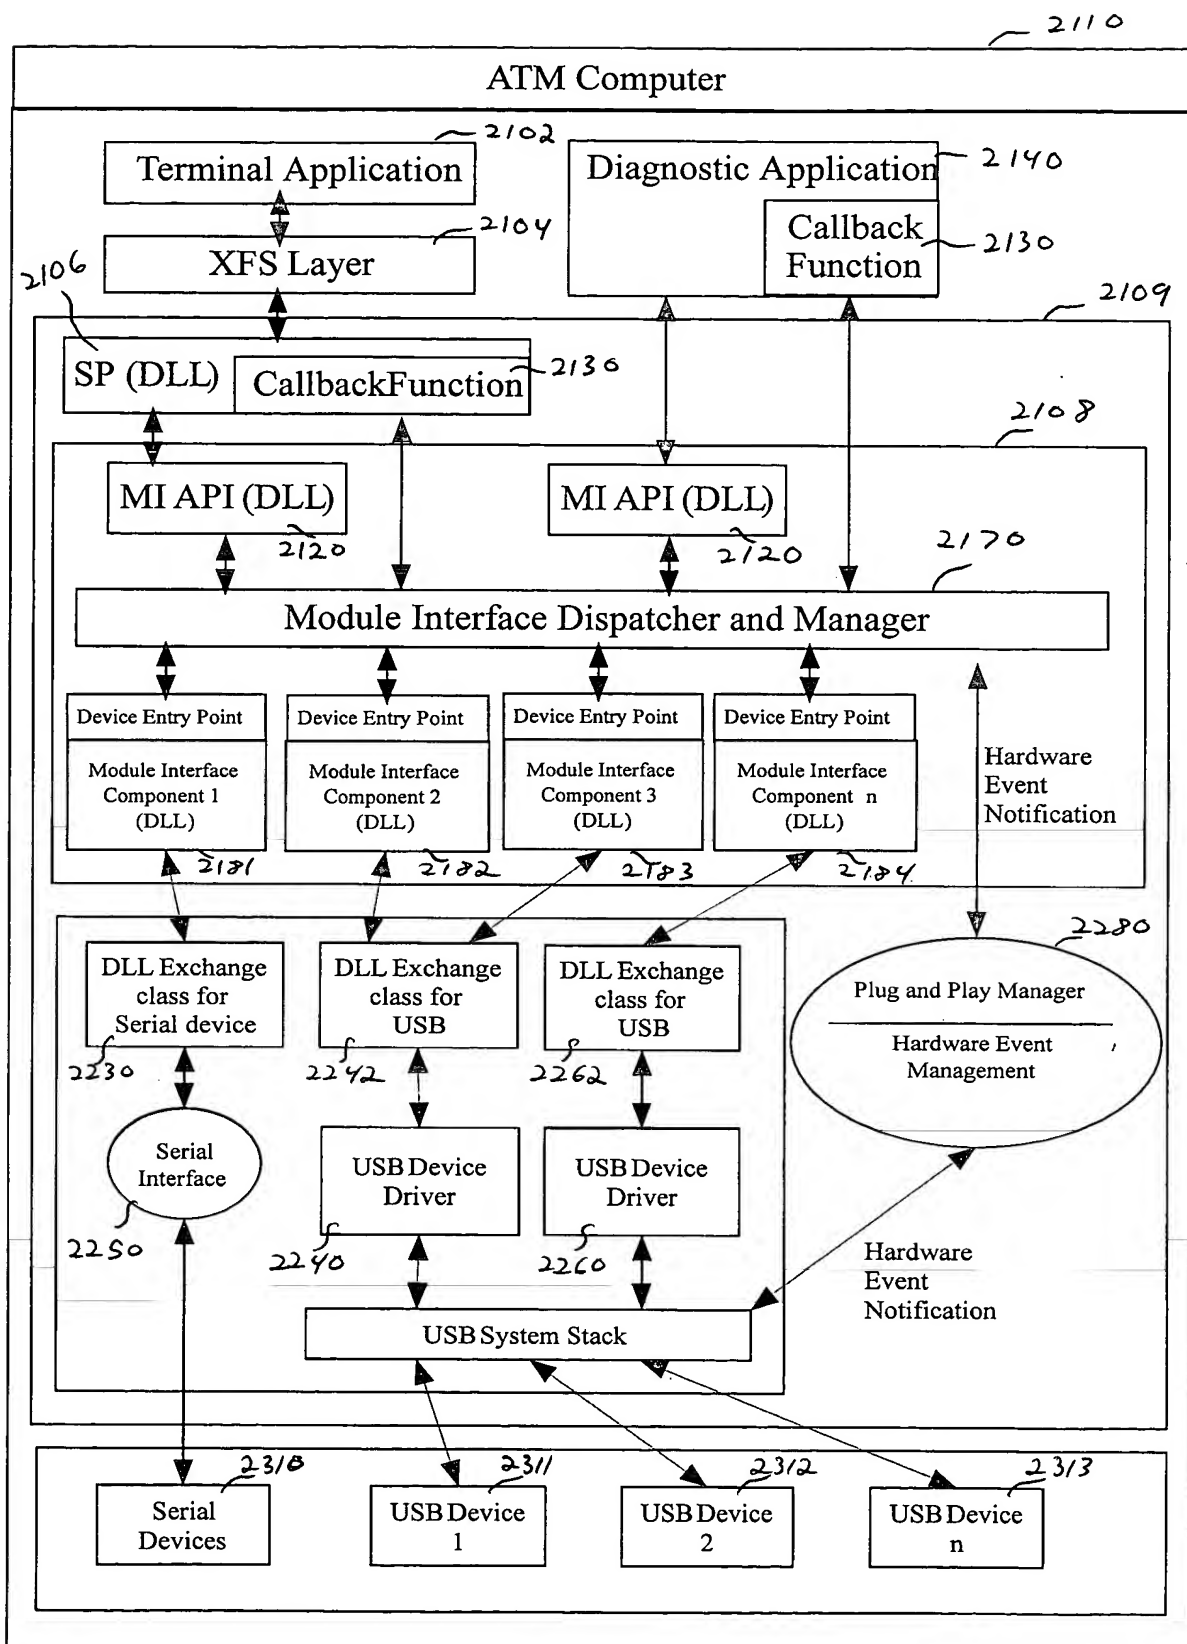 2110
ATM Computer
2102
Terminal Application
2140
Diagnostic Application
2104
XFS Layer
Callback
Function
2130
2106
2109
SP (DLL)
CallbackFunction
2130
2108
MI API (DLL)
2120
MI API (DLL)
2120
2170
Module Interface Dispatcher and Manager
Device Entry Point
Device Entry Point
Device Entry Point
Device Entry Point
Module Interface
Component 1
(DLL)
Module Interface
Component 2
(DLL)
Module Interface
Component 3
(DLL)
Module Interface
Component n
(DLL)
Hardware
Event
Notification
2181
2182
2183
2184
2280
DLL Exchange
class for
Serial device
DLL Exchange
class for
USB
DLL Exchange
class for
USB
Plug and Play Manager
Hardware Event
Management
2230
2242
2262
Serial
Interface
USB Device
Driver
USB Device
Driver
2250
2240
2260
Hardware
Event
Notification
USB System Stack
2310
2311
2312
2313
Serial
Devices
USB Device
1
USB Device
2
USB Device
n